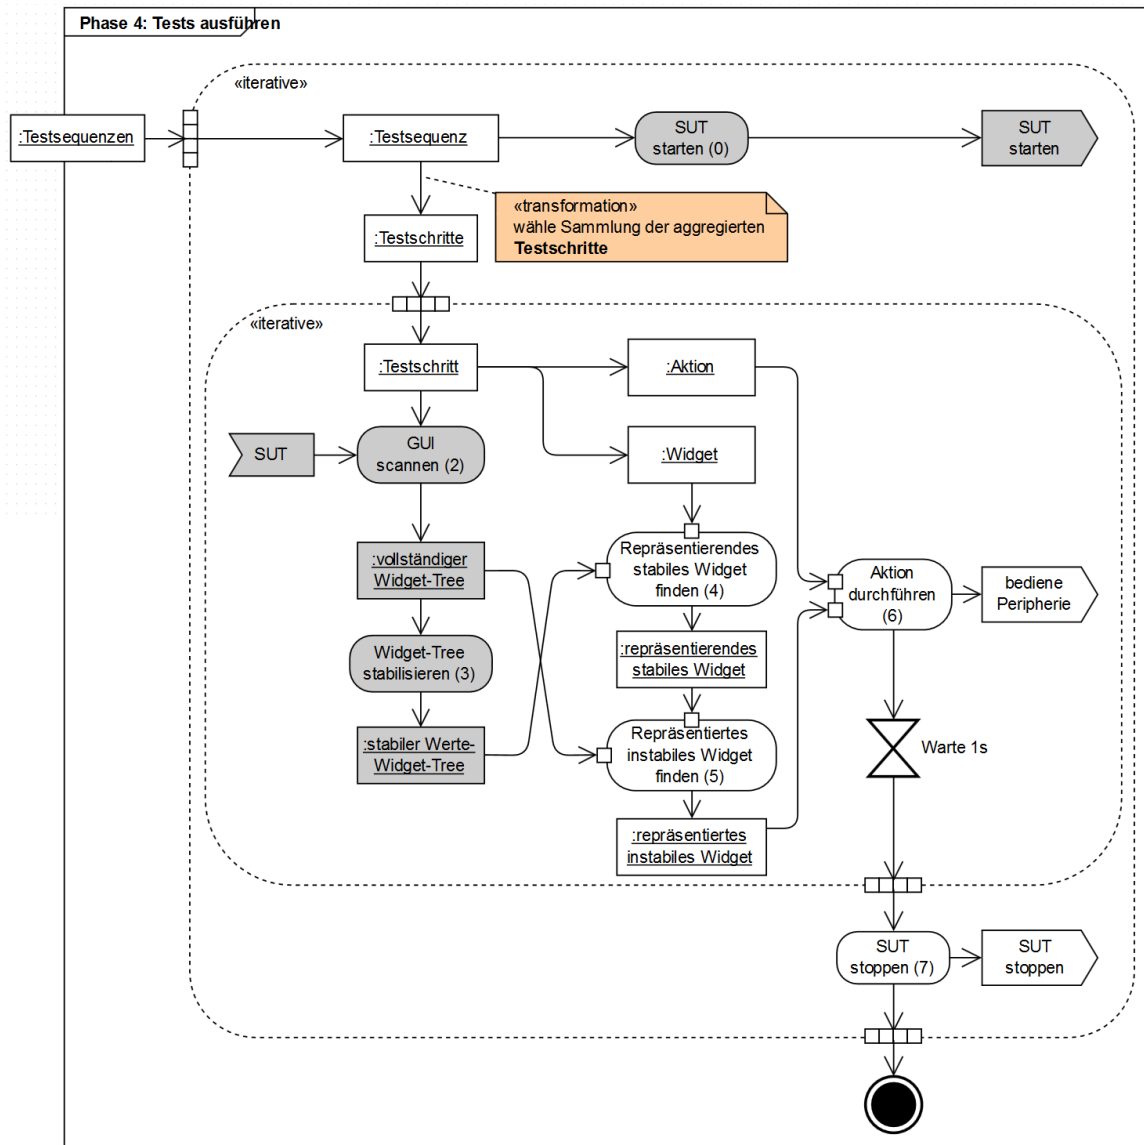 Phase 4: Tests ausführen
«iterative»
:Testsequenzen
:Testsequenz
SUT
starten (0)
SUT
starten
«transformation»
wähle Sammlung der aggregierten
Testschritte
:Testschritte
«iterative»
:Testschritt
:Aktion
SUT
GUI
scannen (2)
:Widget
:vollständiger
Widget-Tree
Repräsentierendes
stabiles Widget
finden (4)
Aktion
durchführen
(6)
bediene
Peripherie
Widget-Tree
stabilisieren (3)
:repräsentierendes
stabiles Widget
:stabiler Werte-
Widget-Tree
Repräsentiertes
instabiles Widget
finden (5)
Warte 1s
:repräsentiertes
instabiles Widget
SUT
stoppen (7)
SUT
stoppen